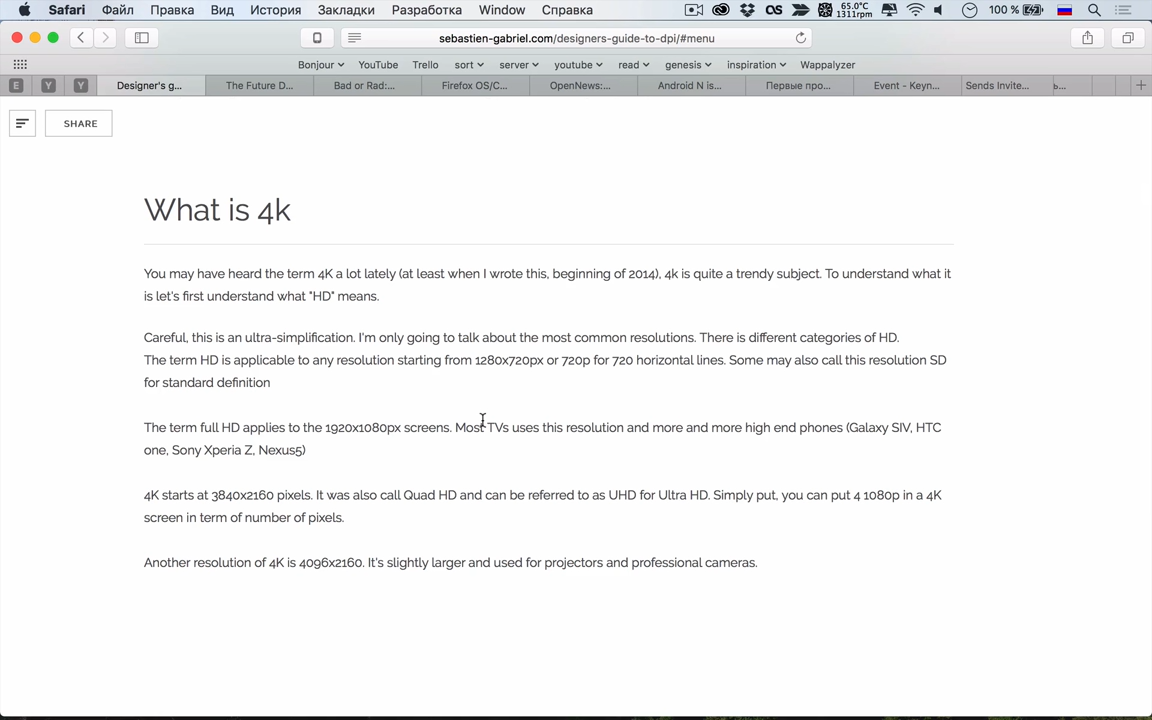 Safari Файл Правка Вид История Закладки Разработка Window Справка 65.0°C 1311rpm 100 %
sebastien-gabriel.com/designers-guide-to-dpi/#menu
Bonjour YouTube Trello sort server youtube read genesis inspiration Wappalyzer
E Y Y Designer's g... The Future D... Bad or Rad:... Firefox OS/C... OpenNews:... Android N is... Первые про... Event - Keyn... Sends Invite... ь...
SHARE
What is 4k
You may have heard the term 4K a lot lately (at least when I wrote this, beginning of 2014), 4k is quite a trendy subject. To understand what it
is let's first understand what "HD" means.
Careful, this is an ultra-simplification. I'm only going to talk about the most common resolutions. There is different categories of HD.
The term HD is applicable to any resolution starting from 1280x720px or 720p for 720 horizontal lines. Some may also call this resolution SD
for standard definition
The term full HD applies to the 1920x1080px screens. Most TVs uses this resolution and more and more high end phones (Galaxy SIV, HTC
one, Sony Xperia Z, Nexus5)
4K starts at 3840x2160 pixels. It was also call Quad HD and can be referred to as UHD for Ultra HD. Simply put, you can put 4 1080p in a 4K
screen in term of number of pixels.
Another resolution of 4K is 4096x2160. It's slightly larger and used for projectors and professional cameras.